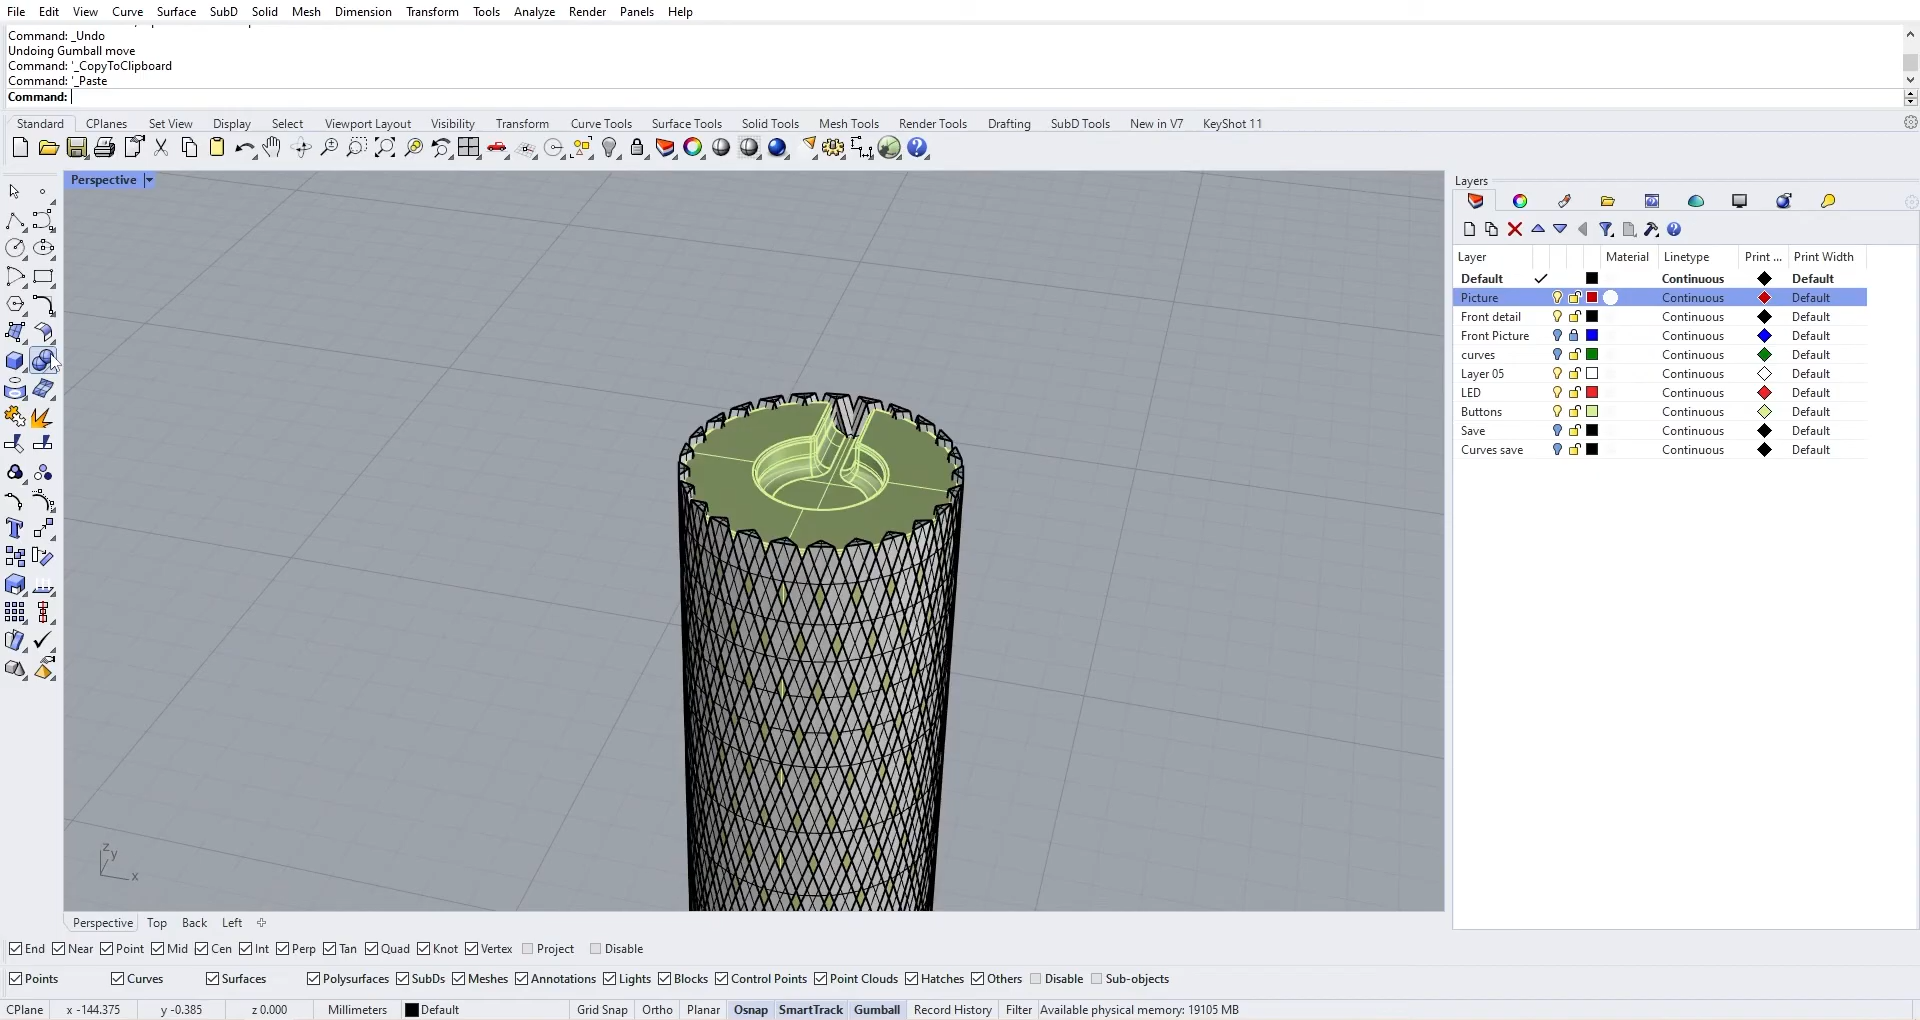 File Edit View Curve Surface SubD Solid Mesh Dimension Transform Tools Analyze Render Panels Help
Command: _Undo
Undoing Gumball move
Command: '_CopyToClipboard
Command: '_Paste
Command:
Standard CPlanes Set View Display Select Viewport Layout Visibility Transform Curve Tools Surface Tools Solid Tools Mesh Tools Render Tools Drafting SubD Tools New in V7 KeyShot 11
Perspective
Layers
Layer Material Linetype Print ... Print Width
Default Continuous Default
Picture Continuous Default
Front detail Continuous Default
Front Picture Continuous Default
curves Continuous Default
Layer 05 Continuous Default
LED Continuous Default
Buttons Continuous Default
Save Continuous Default
Curves save Continuous Default
z y x
Perspective Top Back Left
End Near Point Mid Cen Int Perp Tan Quad Knot Vertex Project Disable
Points Curves Surfaces Polysurfaces SubDs Meshes Annotations Lights Blocks Control Points Point Clouds Hatches Others Disable Sub-objects
CPlane x -144.375 y -0.385 z 0.000 Millimeters Default Grid Snap Ortho Planar Osnap SmartTrack Gumball Record History Filter Available physical memory: 19105 MB